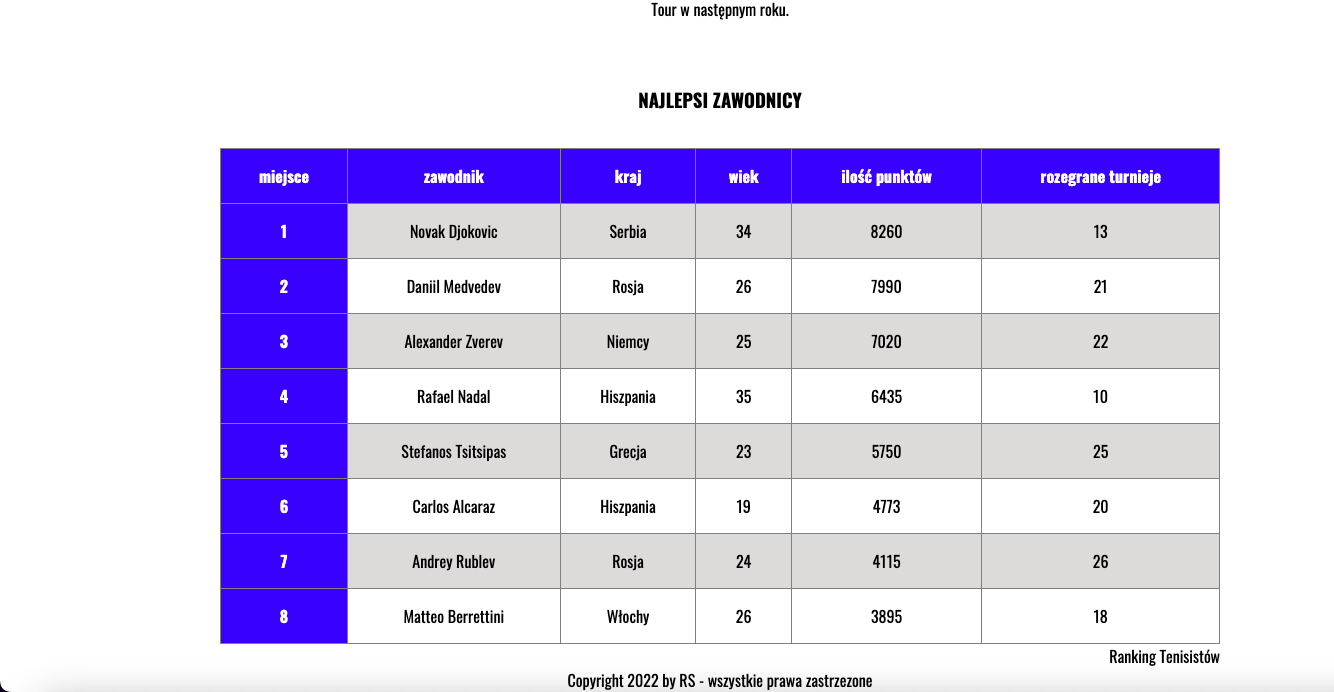 Tour w następnym roku.
NAJLEPSI ZAWODNICY
miejsce zawodnik kraj wiek ilość punktów rozegrane turnieje
1 Novak Djokovic Serbia 34 8260 13
2 Daniil Medvedev Rosja 26 7990 21
3 Alexander Zverev Niemcy 25 7020 22
4 Rafael Nadal Hiszpania 35 6435 10
5 Stefanos Tsitsipas Grecja 23 5750 25
6 Carlos Alcaraz Hiszpania 19 4773 20
7 Andrey Rublev Rosja 24 4115 26
8 Matteo Berrettini Włochy 26 3895 18
Ranking Tenisistów
Copyright 2022 by RS - wszystkie prawa zastrzezone